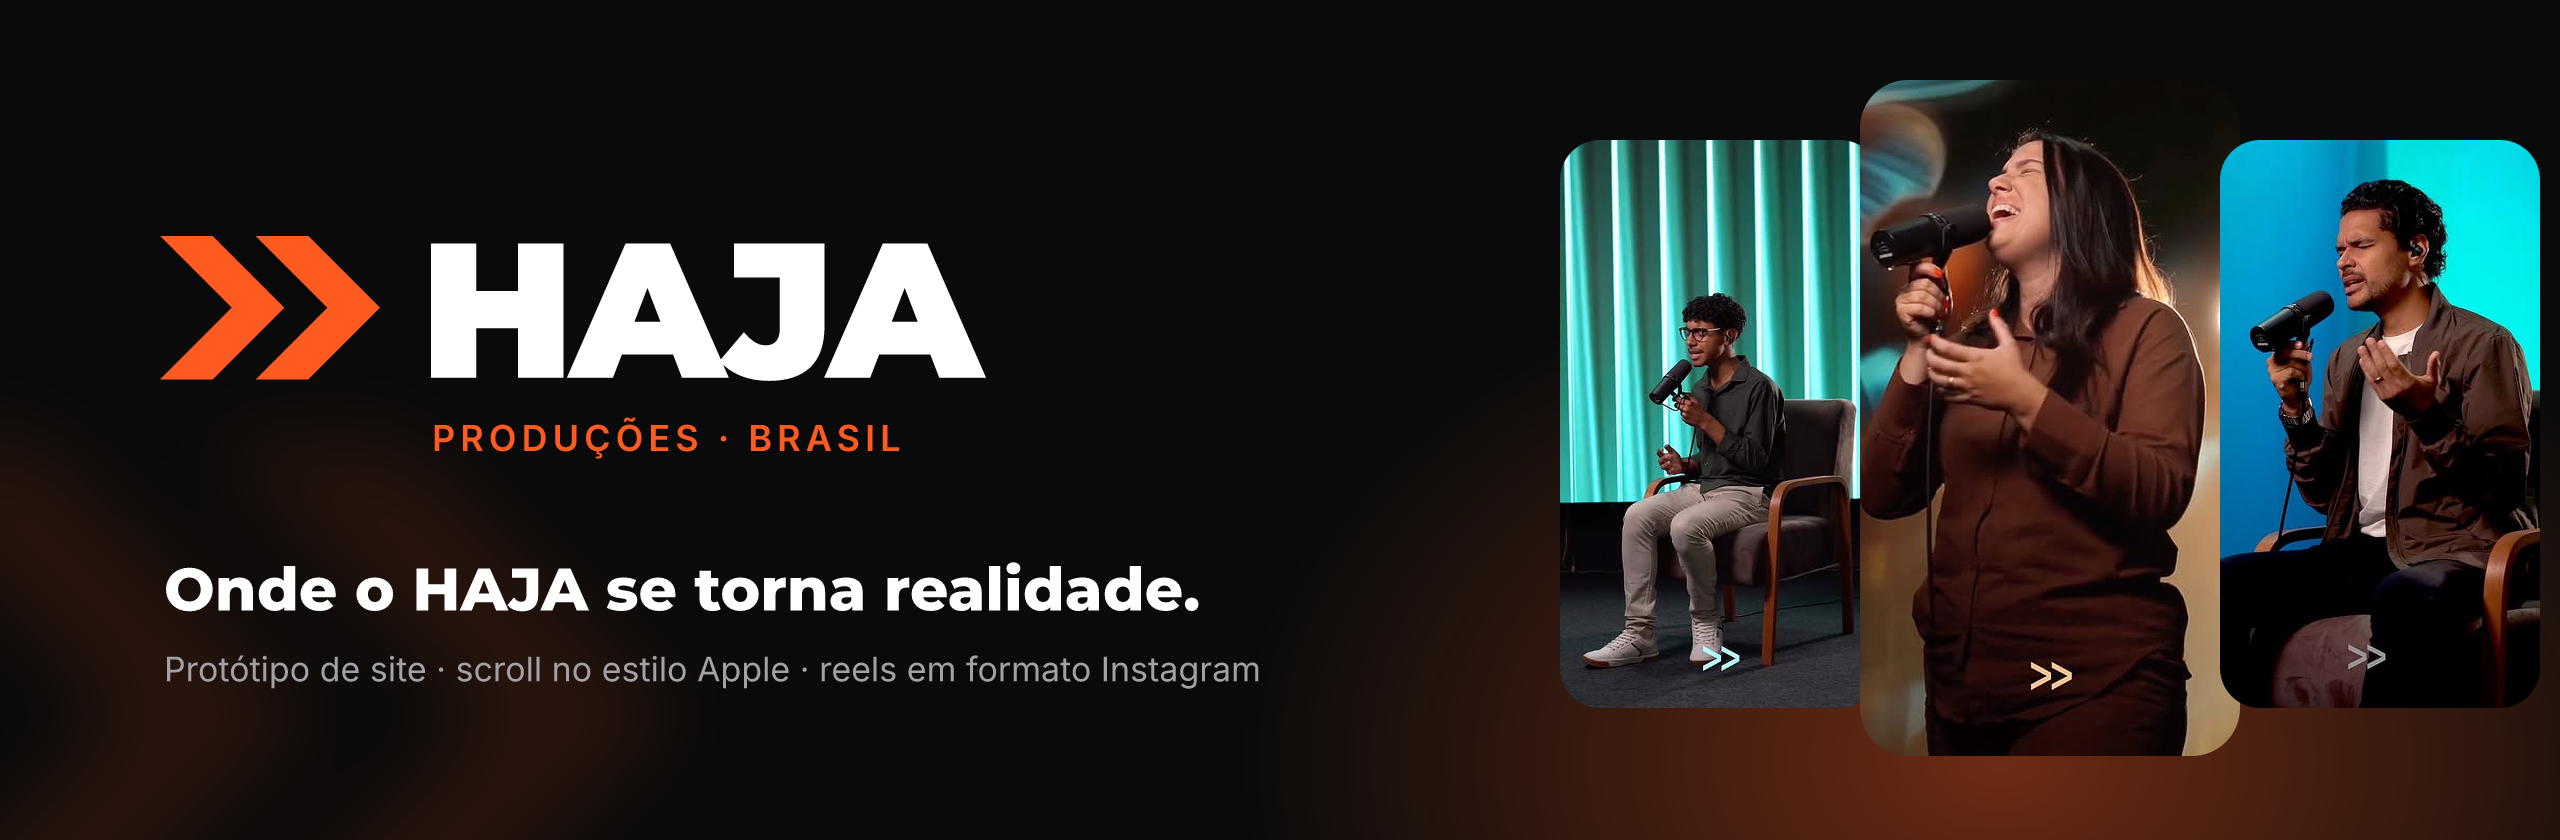 HAJA
PRODUÇÕES · BRASIL
Onde o HAJA se torna realidade.
Protótipo de site · scroll no estilo Apple · reels em formato Instagram